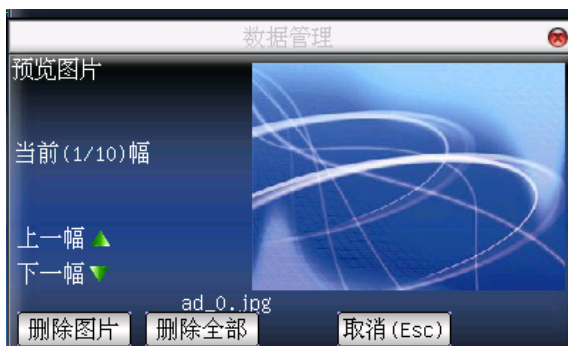 数据管理
预览图片
当前(1/10)幅
上一幅
下一幅
ad_0.jpg
删除图片 删除全部 取消(Esc)